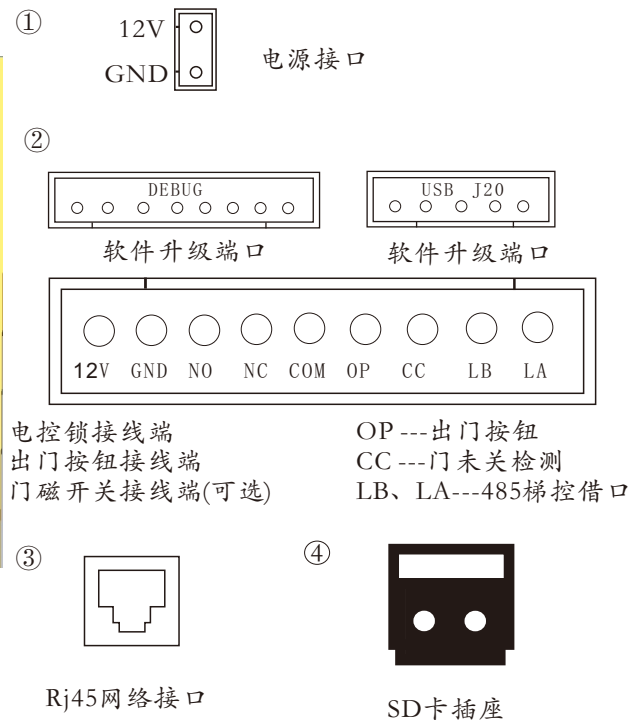 ①
12V
GND
电源接口
②
DEBUG
USB J20
软件升级端口
软件升级端口
12V GND NO NC COM OP CC LB LA
电控锁接线端
出门按钮接线端
门磁开关接线端(可选)
OP ---出门按钮
CC ---门未关检测
LB、LA---485梯控借口
③
④
Rj45网络接口
SD卡插座